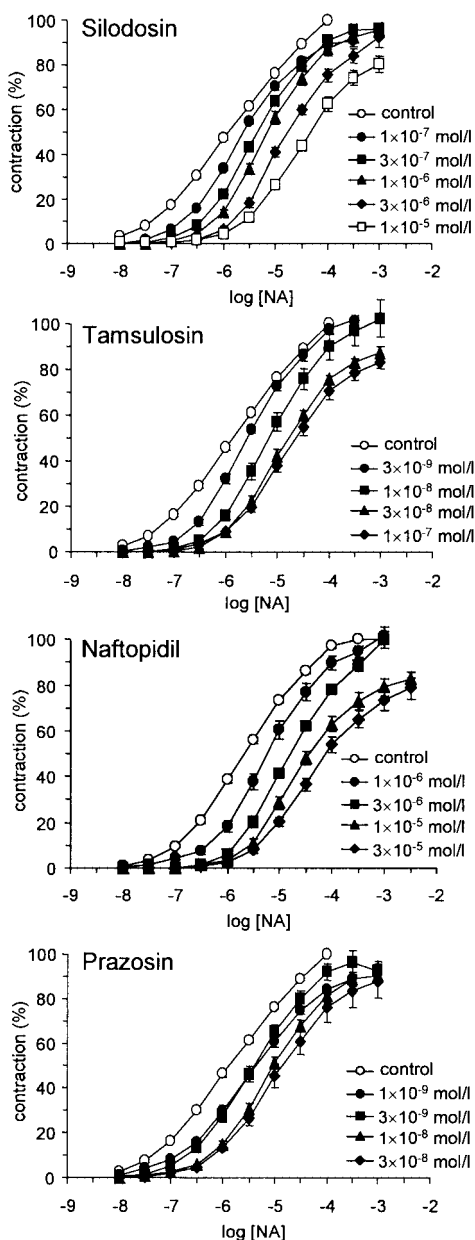 Silodosin
contraction (%)
100
80
60
40
20
0
control
1×10⁻⁷ mol/l
3×10⁻⁷ mol/l
1×10⁻⁶ mol/l
3×10⁻⁶ mol/l
1×10⁻⁵ mol/l
-9 -8 -7 -6 -5 -4 -3 -2
log [NA]
Tamsulosin
contraction (%)
100
80
60
40
20
0
control
3×10⁻⁹ mol/l
1×10⁻⁸ mol/l
3×10⁻⁸ mol/l
1×10⁻⁷ mol/l
-9 -8 -7 -6 -5 -4 -3 -2
log [NA]
Naftopidil
contraction (%)
100
80
60
40
20
0
control
1×10⁻⁶ mol/l
3×10⁻⁶ mol/l
1×10⁻⁵ mol/l
3×10⁻⁵ mol/l
-9 -8 -7 -6 -5 -4 -3 -2
log [NA]
Prazosin
contraction (%)
100
80
60
40
20
0
control
1×10⁻⁹ mol/l
3×10⁻⁹ mol/l
1×10⁻⁸ mol/l
3×10⁻⁸ mol/l
-9 -8 -7 -6 -5 -4 -3 -2
log [NA]